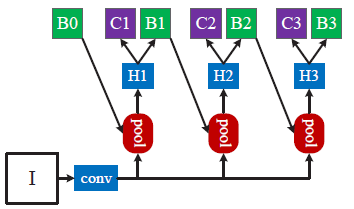 B0 C1 B1 C2 B2 C3 B3
H1 H2 H3
pool pool pool
I conv